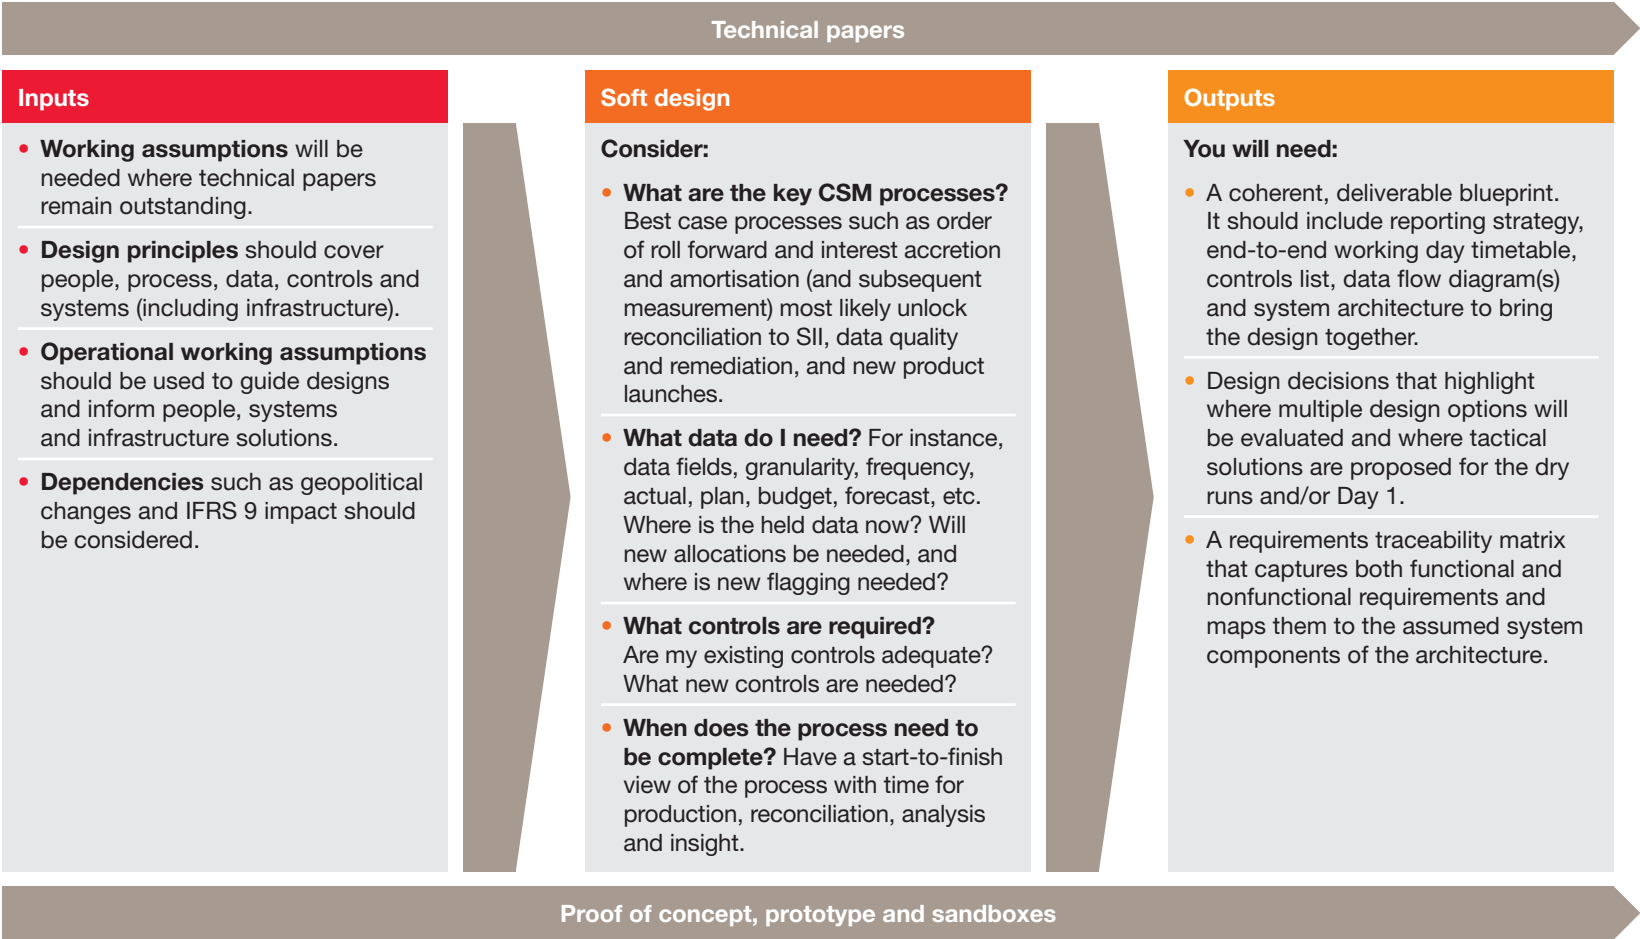 Technical papers
Inputs
• Working assumptions will be
needed where technical papers
remain outstanding.
• Design principles should cover
people, process, data, controls and
systems (including infrastructure).
• Operational working assumptions
should be used to guide designs
and inform people, systems
and infrastructure solutions.
• Dependencies such as geopolitical
changes and IFRS 9 impact should
be considered.
Soft design
Consider:
• What are the key CSM processes?
Best case processes such as order
of roll forward and interest accretion
and amortisation (and subsequent
measurement) most likely unlock
reconciliation to SII, data quality
and remediation, and new product
launches.
• What data do I need? For instance,
data fields, granularity, frequency,
actual, plan, budget, forecast, etc.
Where is the held data now? Will
new allocations be needed, and
where is new flagging needed?
• What controls are required?
Are my existing controls adequate?
What new controls are needed?
• When does the process need to
be complete? Have a start-to-finish
view of the process with time for
production, reconciliation, analysis
and insight.
Outputs
You will need:
• A coherent, deliverable blueprint.
It should include reporting strategy,
end-to-end working day timetable,
controls list, data flow diagram(s)
and system architecture to bring
the design together.
• Design decisions that highlight
where multiple design options will
be evaluated and where tactical
solutions are proposed for the dry
runs and/or Day 1.
• A requirements traceability matrix
that captures both functional and
nonfunctional requirements and
maps them to the assumed system
components of the architecture.
Proof of concept, prototype and sandboxes